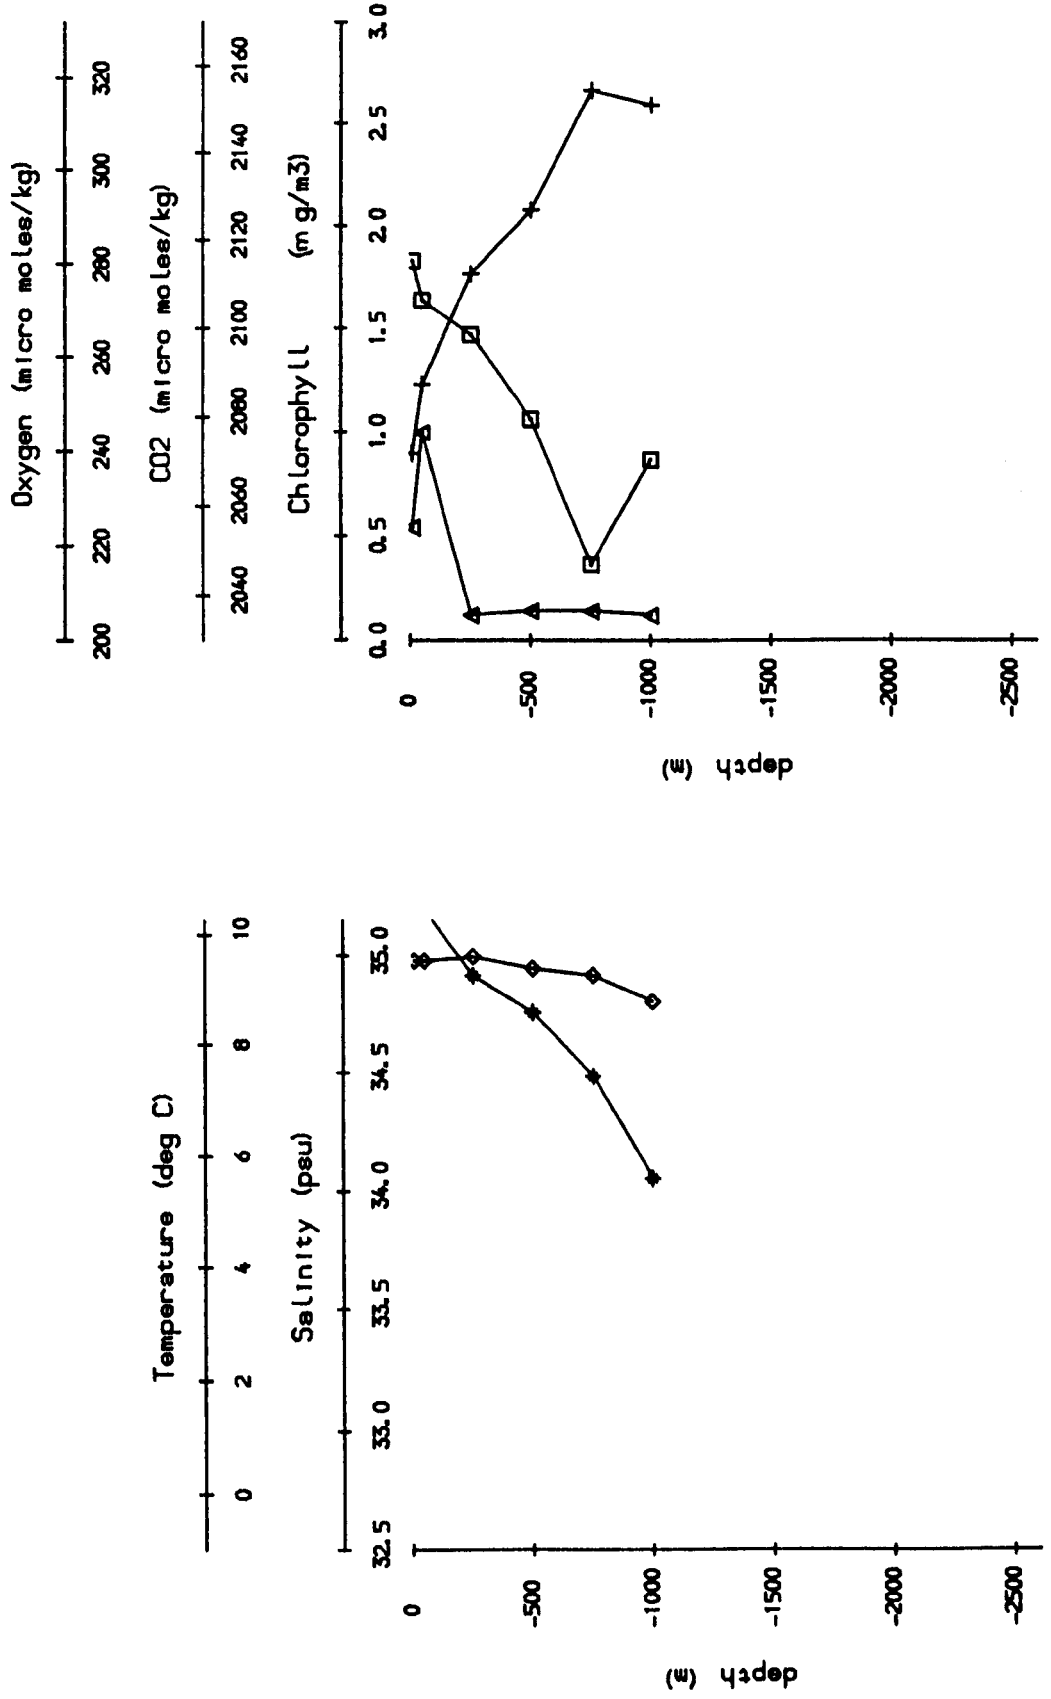 Oxygen (micro moles/kg)
200 220 240 260 280 300 320
CO2 (micro moles/kg)
2040 2060 2080 2100 2120 2140 2160
Chlorophyll (mg/m3)
0.0 0.5 1.0 1.5 2.0 2.5 3.0
0
-500
-1000
-1500
-2000
-2500
depth (m)
Temperature (deg C)
0 2 4 6 8 10
Salinity (psu)
32.5 33.0 33.5 34.0 34.5 35.0
0
-500
-1000
-1500
-2000
-2500
depth (m)